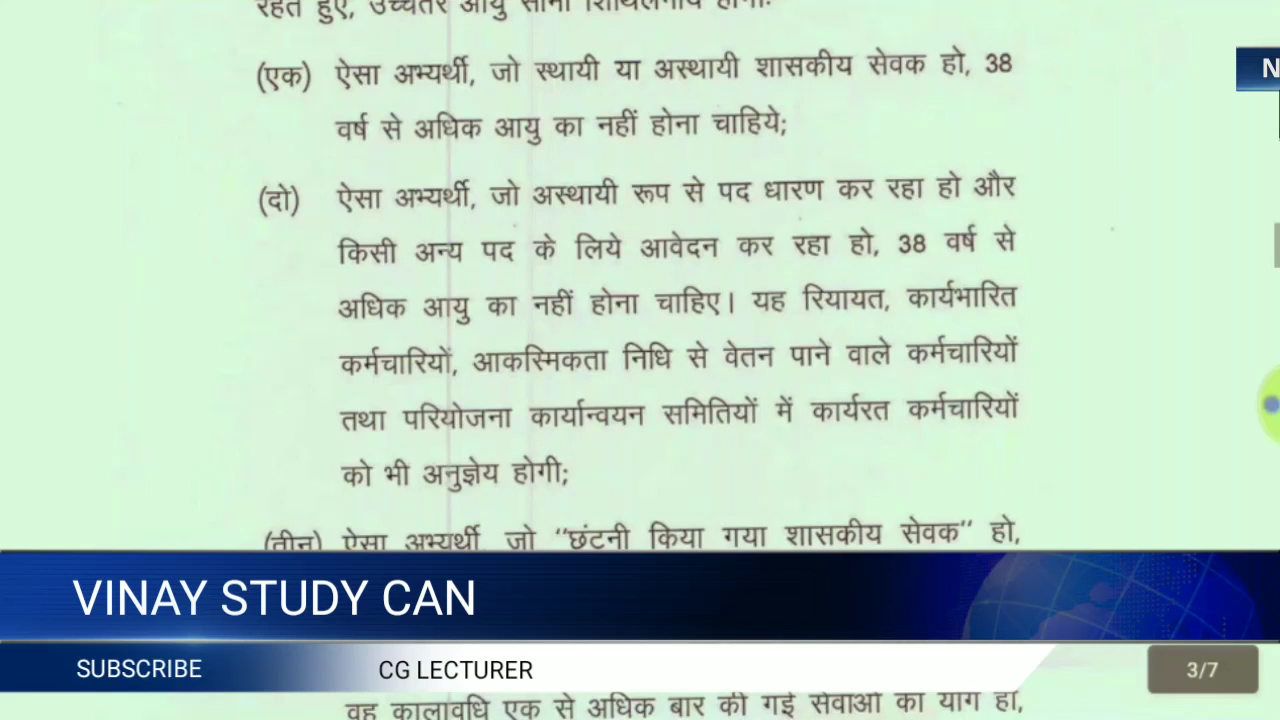 रहते हुए, उच्चतर आयु सीमा शिथिलनीय होगी:
(एक) ऐसा अभ्यर्थी, जो स्थायी या अस्थायी शासकीय सेवक हो, 38
वर्ष से अधिक आयु का नहीं होना चाहिये;
(दो) ऐसा अभ्यर्थी, जो अस्थायी रूप से पद धारण कर रहा हो और
किसी अन्य पद के लिये आवेदन कर रहा हो, 38 वर्ष से
अधिक आयु का नहीं होना चाहिए। यह रियायत, कार्यभारित
कर्मचारियों, आकस्मिकता निधि से वेतन पाने वाले कर्मचारियों
तथा परियोजना कार्यान्वयन समितियों में कार्यरत कर्मचारियों
को भी अनुज्ञेय होगी;
(तीन) ऐसा अभ्यर्थी, जो "छंटनी किया गया शासकीय सेवक" हो,
VINAY STUDY CAN
SUBSCRIBE
CG LECTURER
3/7
वह कालावधि एक से अधिक बार की गई सेवाओं का योग हो,
N